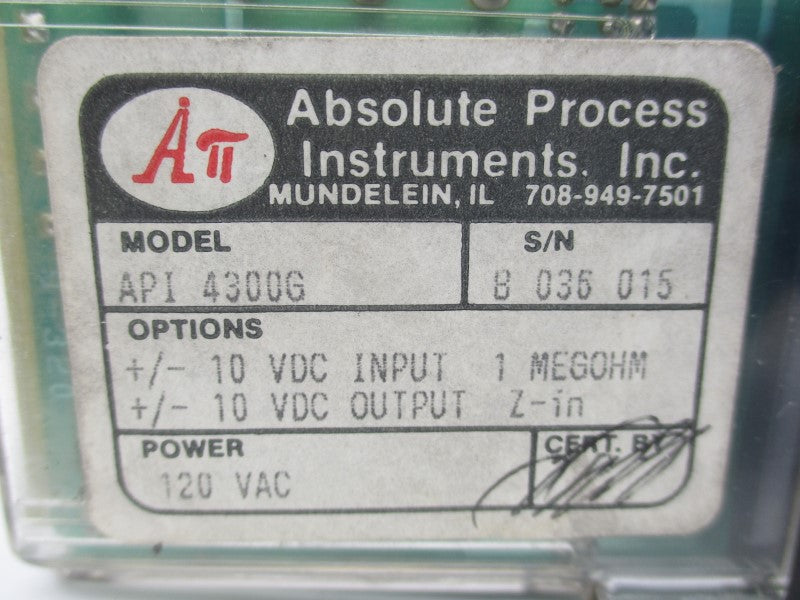 Aπ
Absolute Process
Instruments. Inc.
MUNDELEIN, IL 708-949-7501
MODEL
API 4300G
S/N
8 036 015
OPTIONS
+/- 10 VDC INPUT 1 MEGOHM
+/- 10 VDC OUTPUT Z-in
POWER
120 VAC
CERT. BY